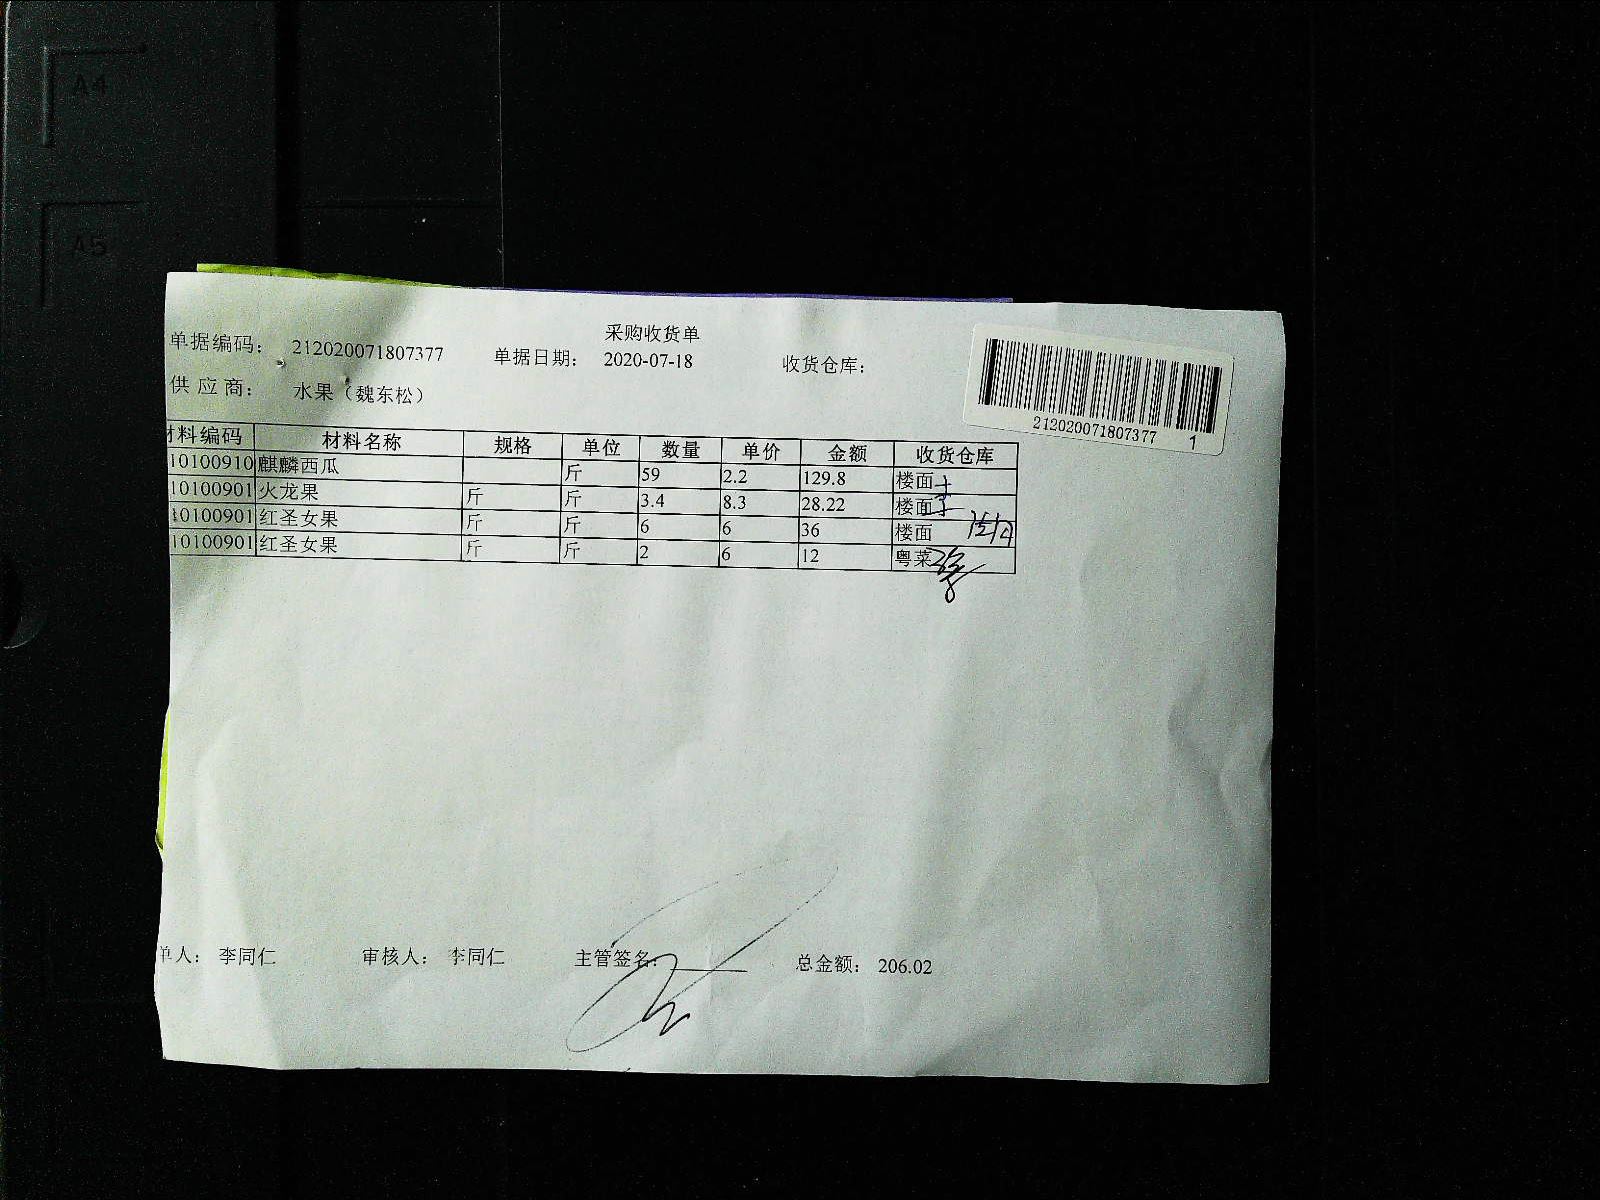 A4
A5
采购收货单
单据编码： 212020071807377 单据日期： 2020-07-18 收货仓库：
供 应 商： 水果（魏东松）
212020071807377 1
材料编码 材料名称 规格 单位 数量 单价 金额 收货仓库
10100910 麒麟西瓜 斤 59 2.2 129.8 楼面
10100901 火龙果 斤 斤 3.4 8.3 28.22 楼面
10100901 红圣女果 斤 斤 6 6 36 楼面
10100901 红圣女果 斤 斤 2 6 12 粤菜
单人： 李同仁 审核人： 李同仁 主管签名： 总金额： 206.02